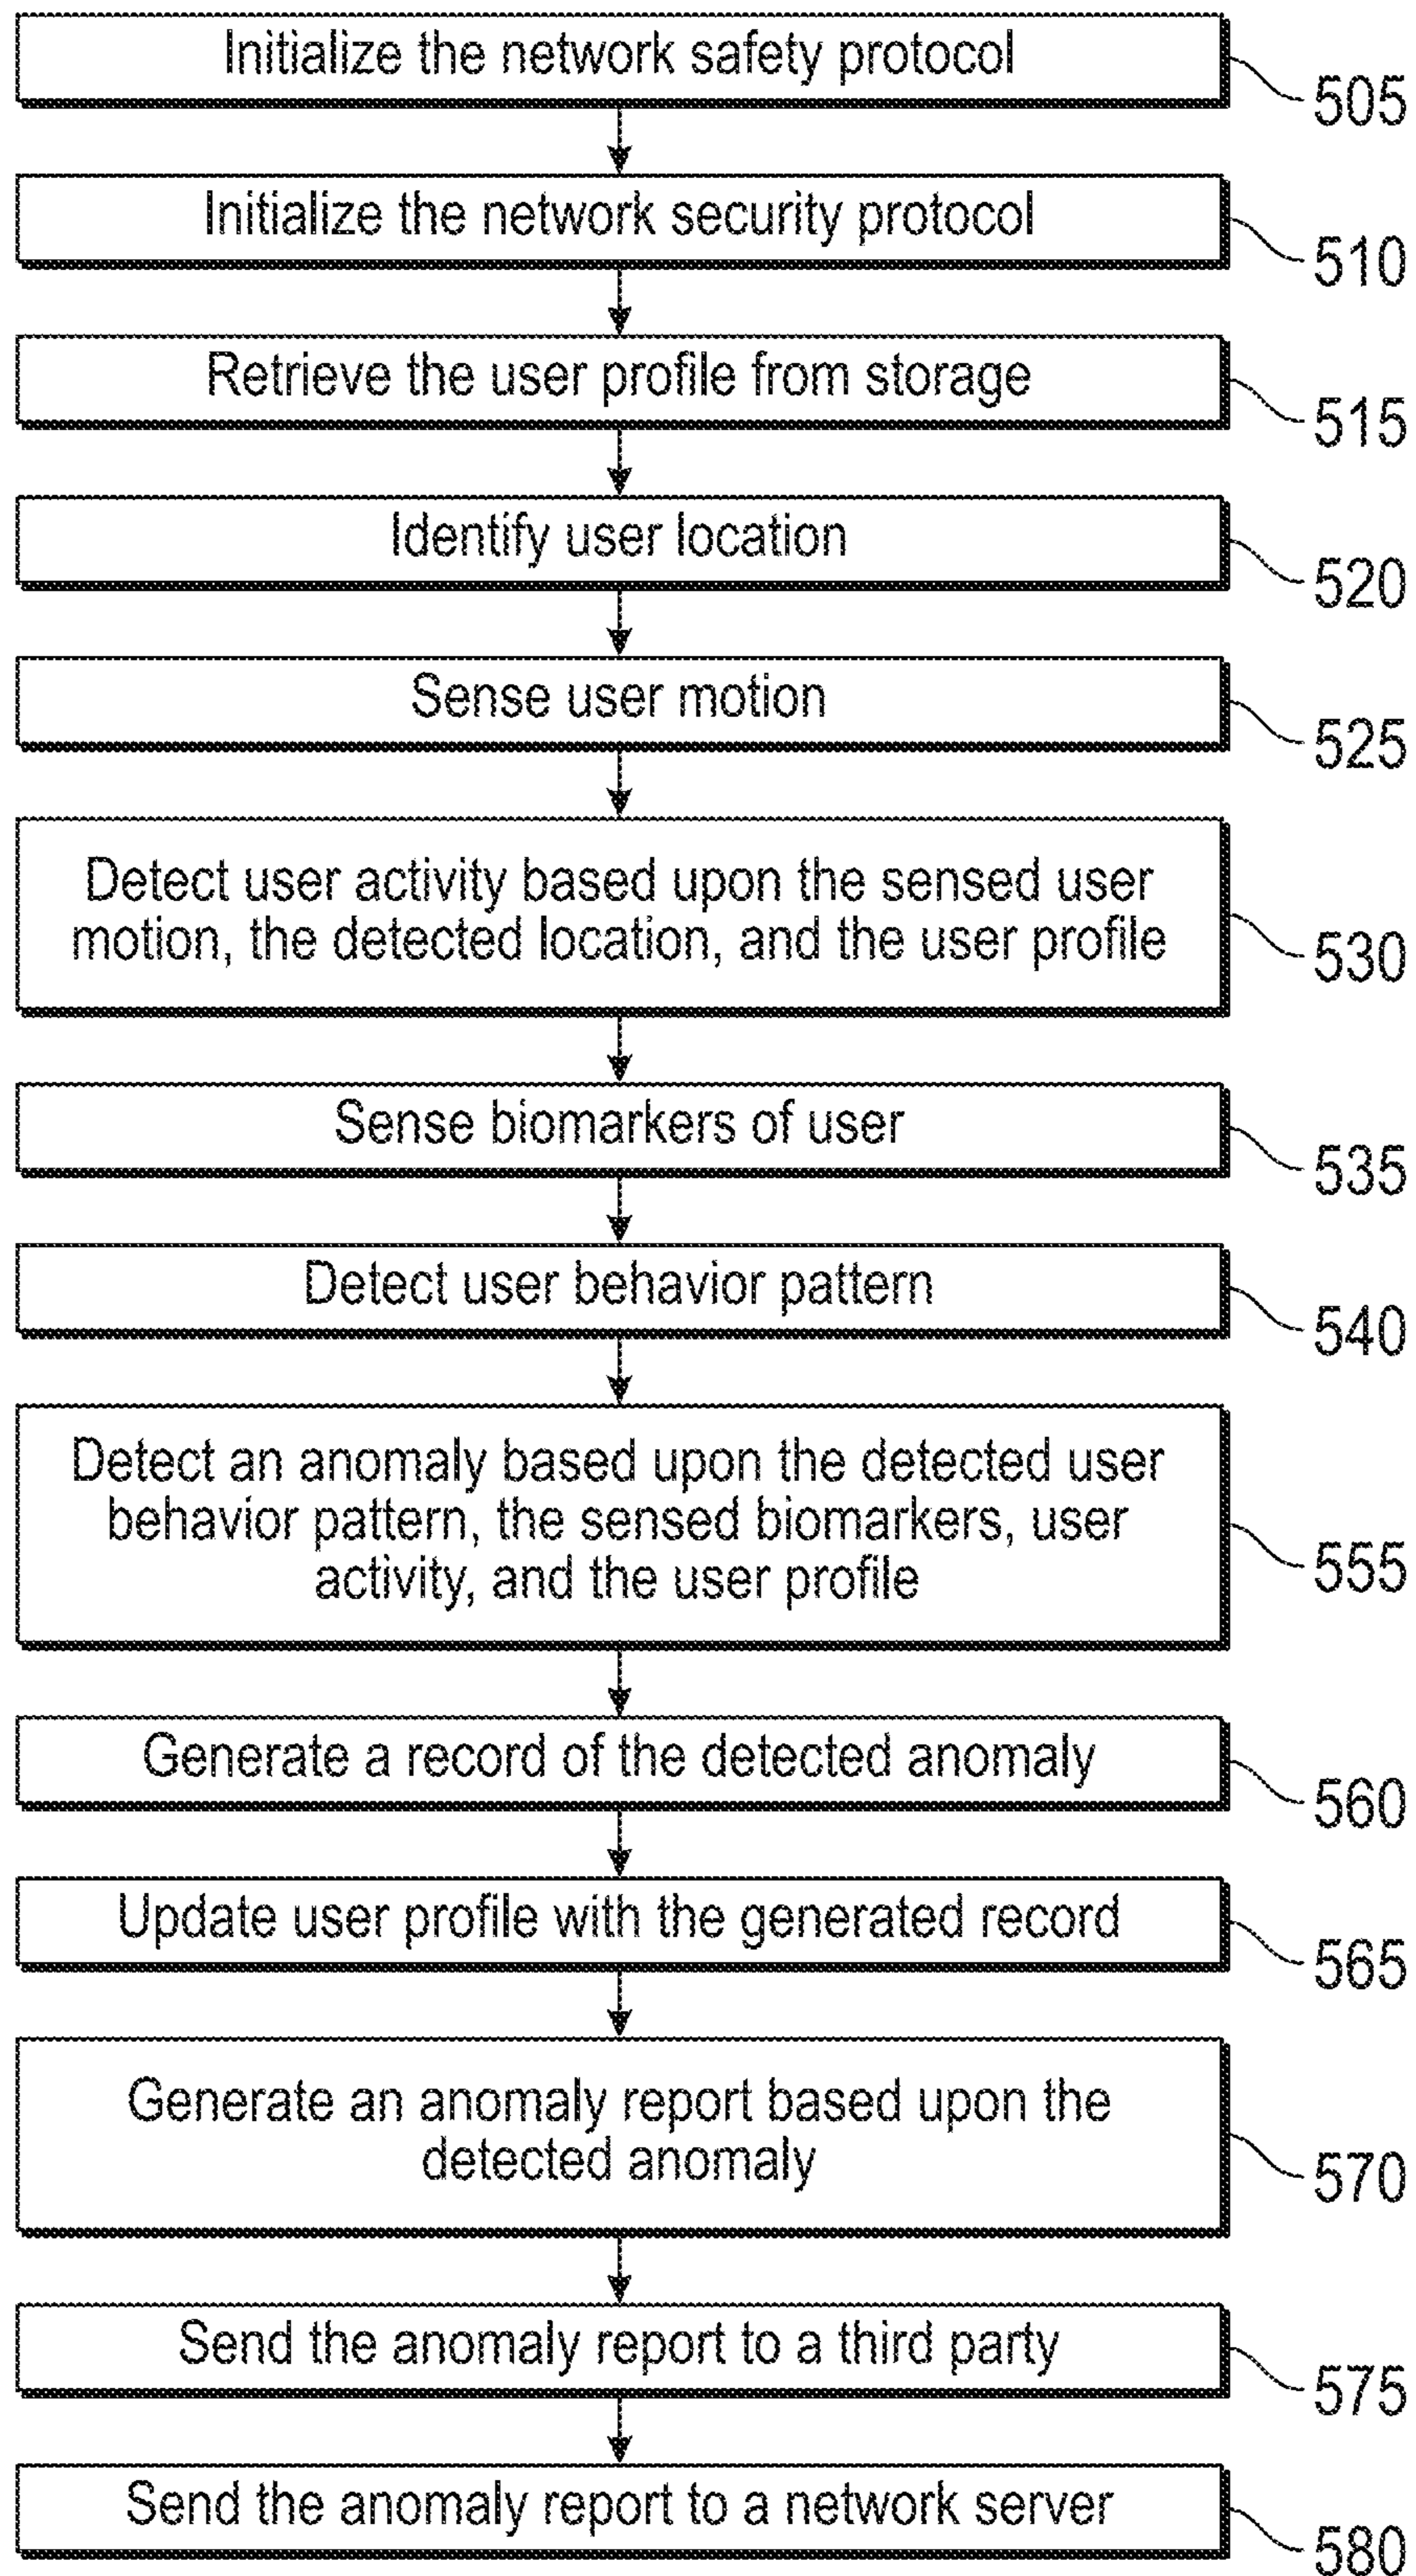 Initialize the network safety protocol
505
Initialize the network security protocol
510
Retrieve the user profile from storage
515
Identify user location
520
Sense user motion
525
Detect user activity based upon the sensed user
motion, the detected location, and the user profile
530
Sense biomarkers of user
535
Detect user behavior pattern
540
Detect an anomaly based upon the detected user
behavior pattern, the sensed biomarkers, user
activity, and the user profile
555
Generate a record of the detected anomaly
560
Update user profile with the generated record
565
Generate an anomaly report based upon the
detected anomaly
570
Send the anomaly report to a third party
575
Send the anomaly report to a network server
580